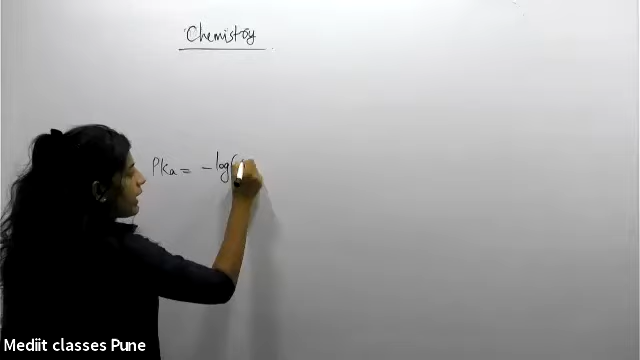 Chemistry
PKa = - log(
Mediit classes Pune